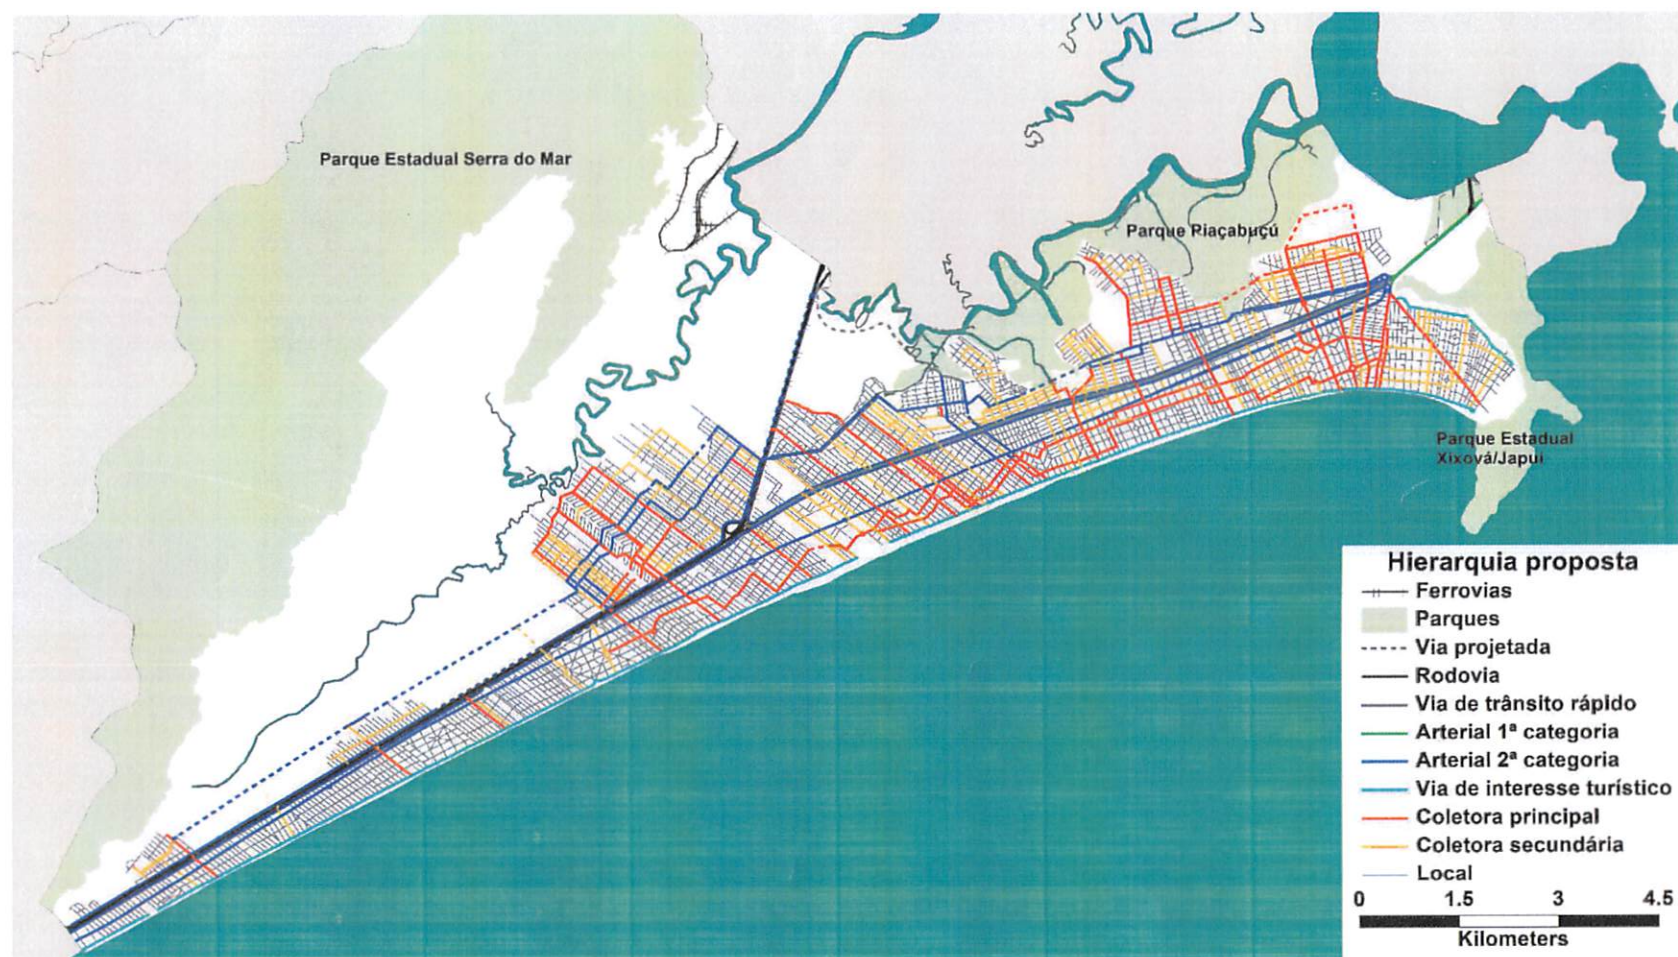 Parque Estadual Serra do Mar
Parque Piaçabuçú
Parque Estadual
Xixová/Japuí
Hierarquia proposta
Ferrovias
Parques
Via projetada
Rodovia
Via de trânsito rápido
Arterial 1ª categoria
Arterial 2ª categoria
Via de interesse turístico
Coletora principal
Coletora secundária
Local
0 1.5 3 4.5
Kilometers